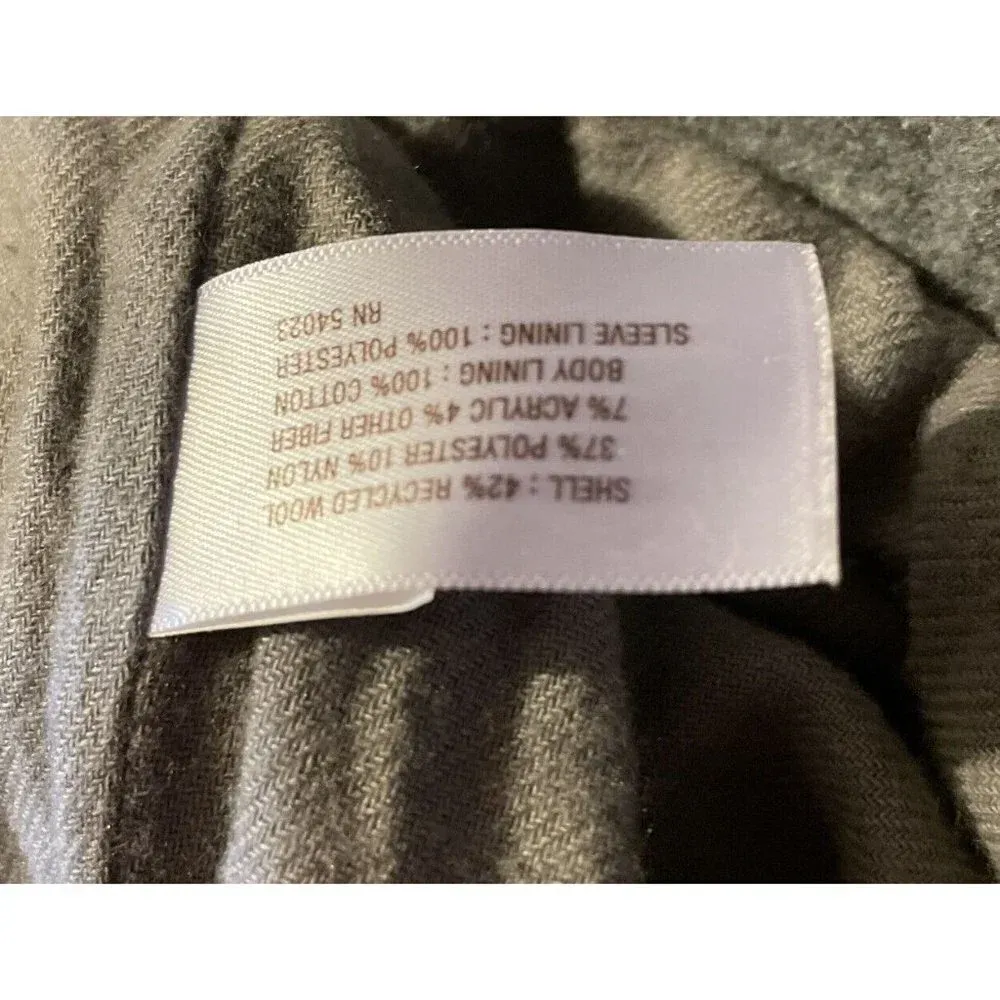 SHELL : 42% RECYCLED WOOL
37% POLYESTER 10% NYLON
7% ACRYLIC 4% OTHER FIBER
BODY LINING : 100% COTTON
SLEEVE LINING : 100% POLYESTER
RN 54023